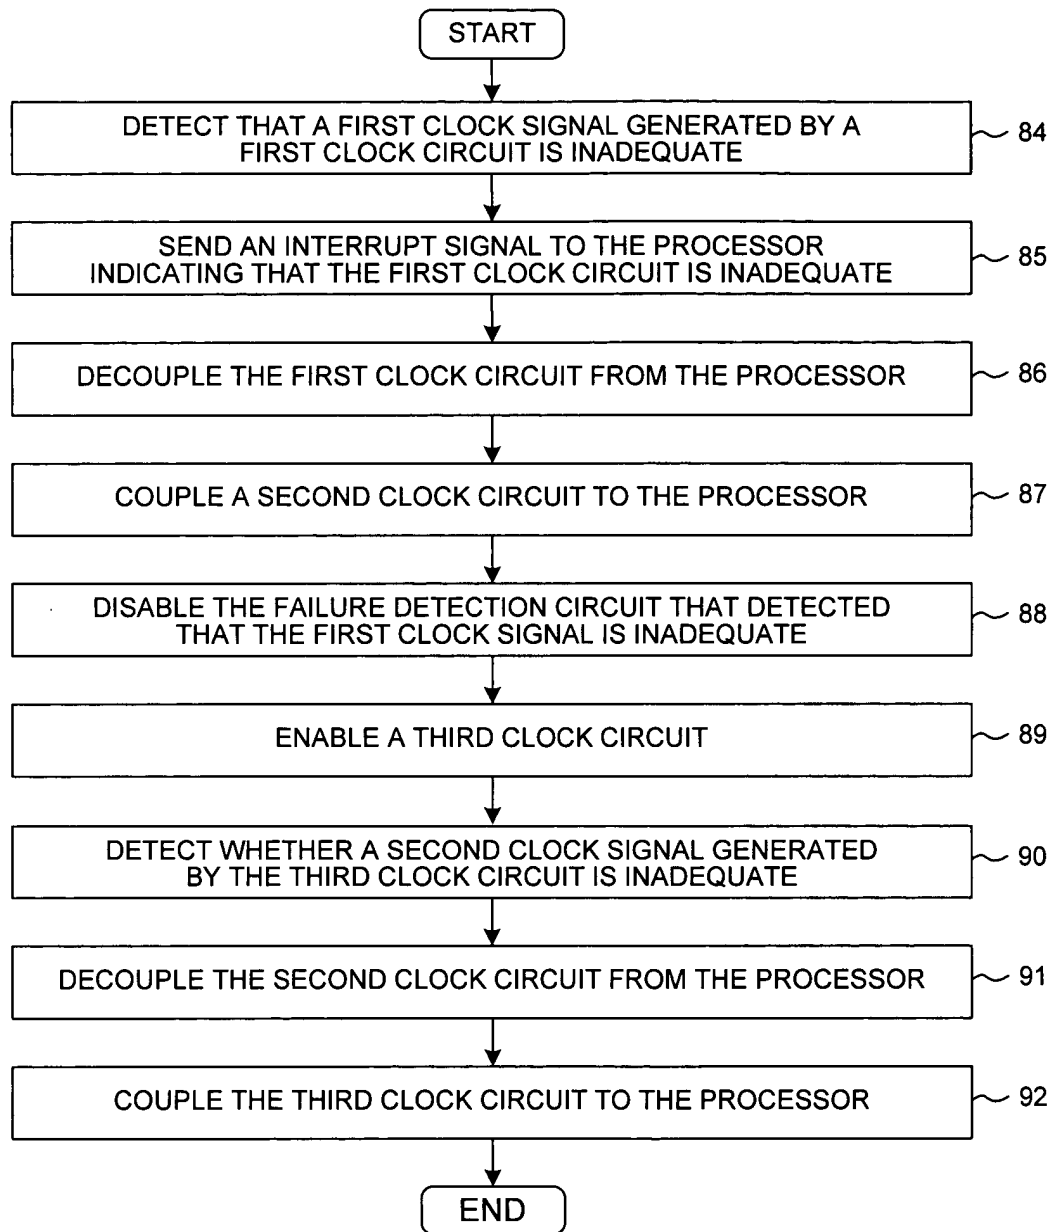 START
DETECT THAT A FIRST CLOCK SIGNAL GENERATED BY A
FIRST CLOCK CIRCUIT IS INADEQUATE
84
SEND AN INTERRUPT SIGNAL TO THE PROCESSOR
INDICATING THAT THE FIRST CLOCK CIRCUIT IS INADEQUATE
85
DECOUPLE THE FIRST CLOCK CIRCUIT FROM THE PROCESSOR
86
COUPLE A SECOND CLOCK CIRCUIT TO THE PROCESSOR
87
DISABLE THE FAILURE DETECTION CIRCUIT THAT DETECTED
THAT THE FIRST CLOCK SIGNAL IS INADEQUATE
88
ENABLE A THIRD CLOCK CIRCUIT
89
DETECT WHETHER A SECOND CLOCK SIGNAL GENERATED
BY THE THIRD CLOCK CIRCUIT IS INADEQUATE
90
DECOUPLE THE SECOND CLOCK CIRCUIT FROM THE PROCESSOR
91
COUPLE THE THIRD CLOCK CIRCUIT TO THE PROCESSOR
92
END